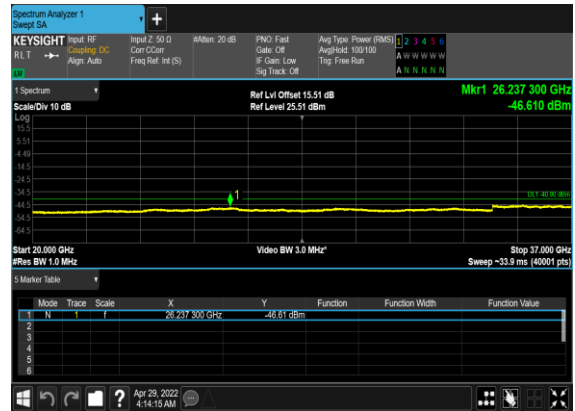 Spectrum Analyzer 1
Swept SA
+
KEYSIGHT Input: RF Input Z: 50 Ω #Atten: 20 dB PNO: Fast Avg Type: Power (RMS) 1 2 3 4 5 6
RLT Coupling: DC Corr CCorr Gate: Off Avg|Hold: 100/100 A W W W W W
Align: Auto Freq Ref: Int (S) IF Gain: Low Trig: Free Run
Sig Track: Off A N N N N N
1 Spectrum Ref Lvl Offset 15.51 dB Mkr1 26.237 300 GHz
Scale/Div 10 dB Ref Level 25.51 dBm -46.610 dBm
Log
15.5
5.51
-4.49
-14.5
-24.5
-34.5 1 DL1 -40.00 dBm
-44.5
-54.5
-64.5
Start 20.000 GHz Video BW 3.0 MHz* Stop 37.000 GHz
#Res BW 1.0 MHz Sweep ~33.9 ms (40001 pts)
5 Marker Table
Mode Trace Scale X Y Function Function Width Function Value
1 N 1 f 26.237 300 GHz -46.61 dBm
2
3
4
5
6
? Apr 29, 2022
4:14:15 AM